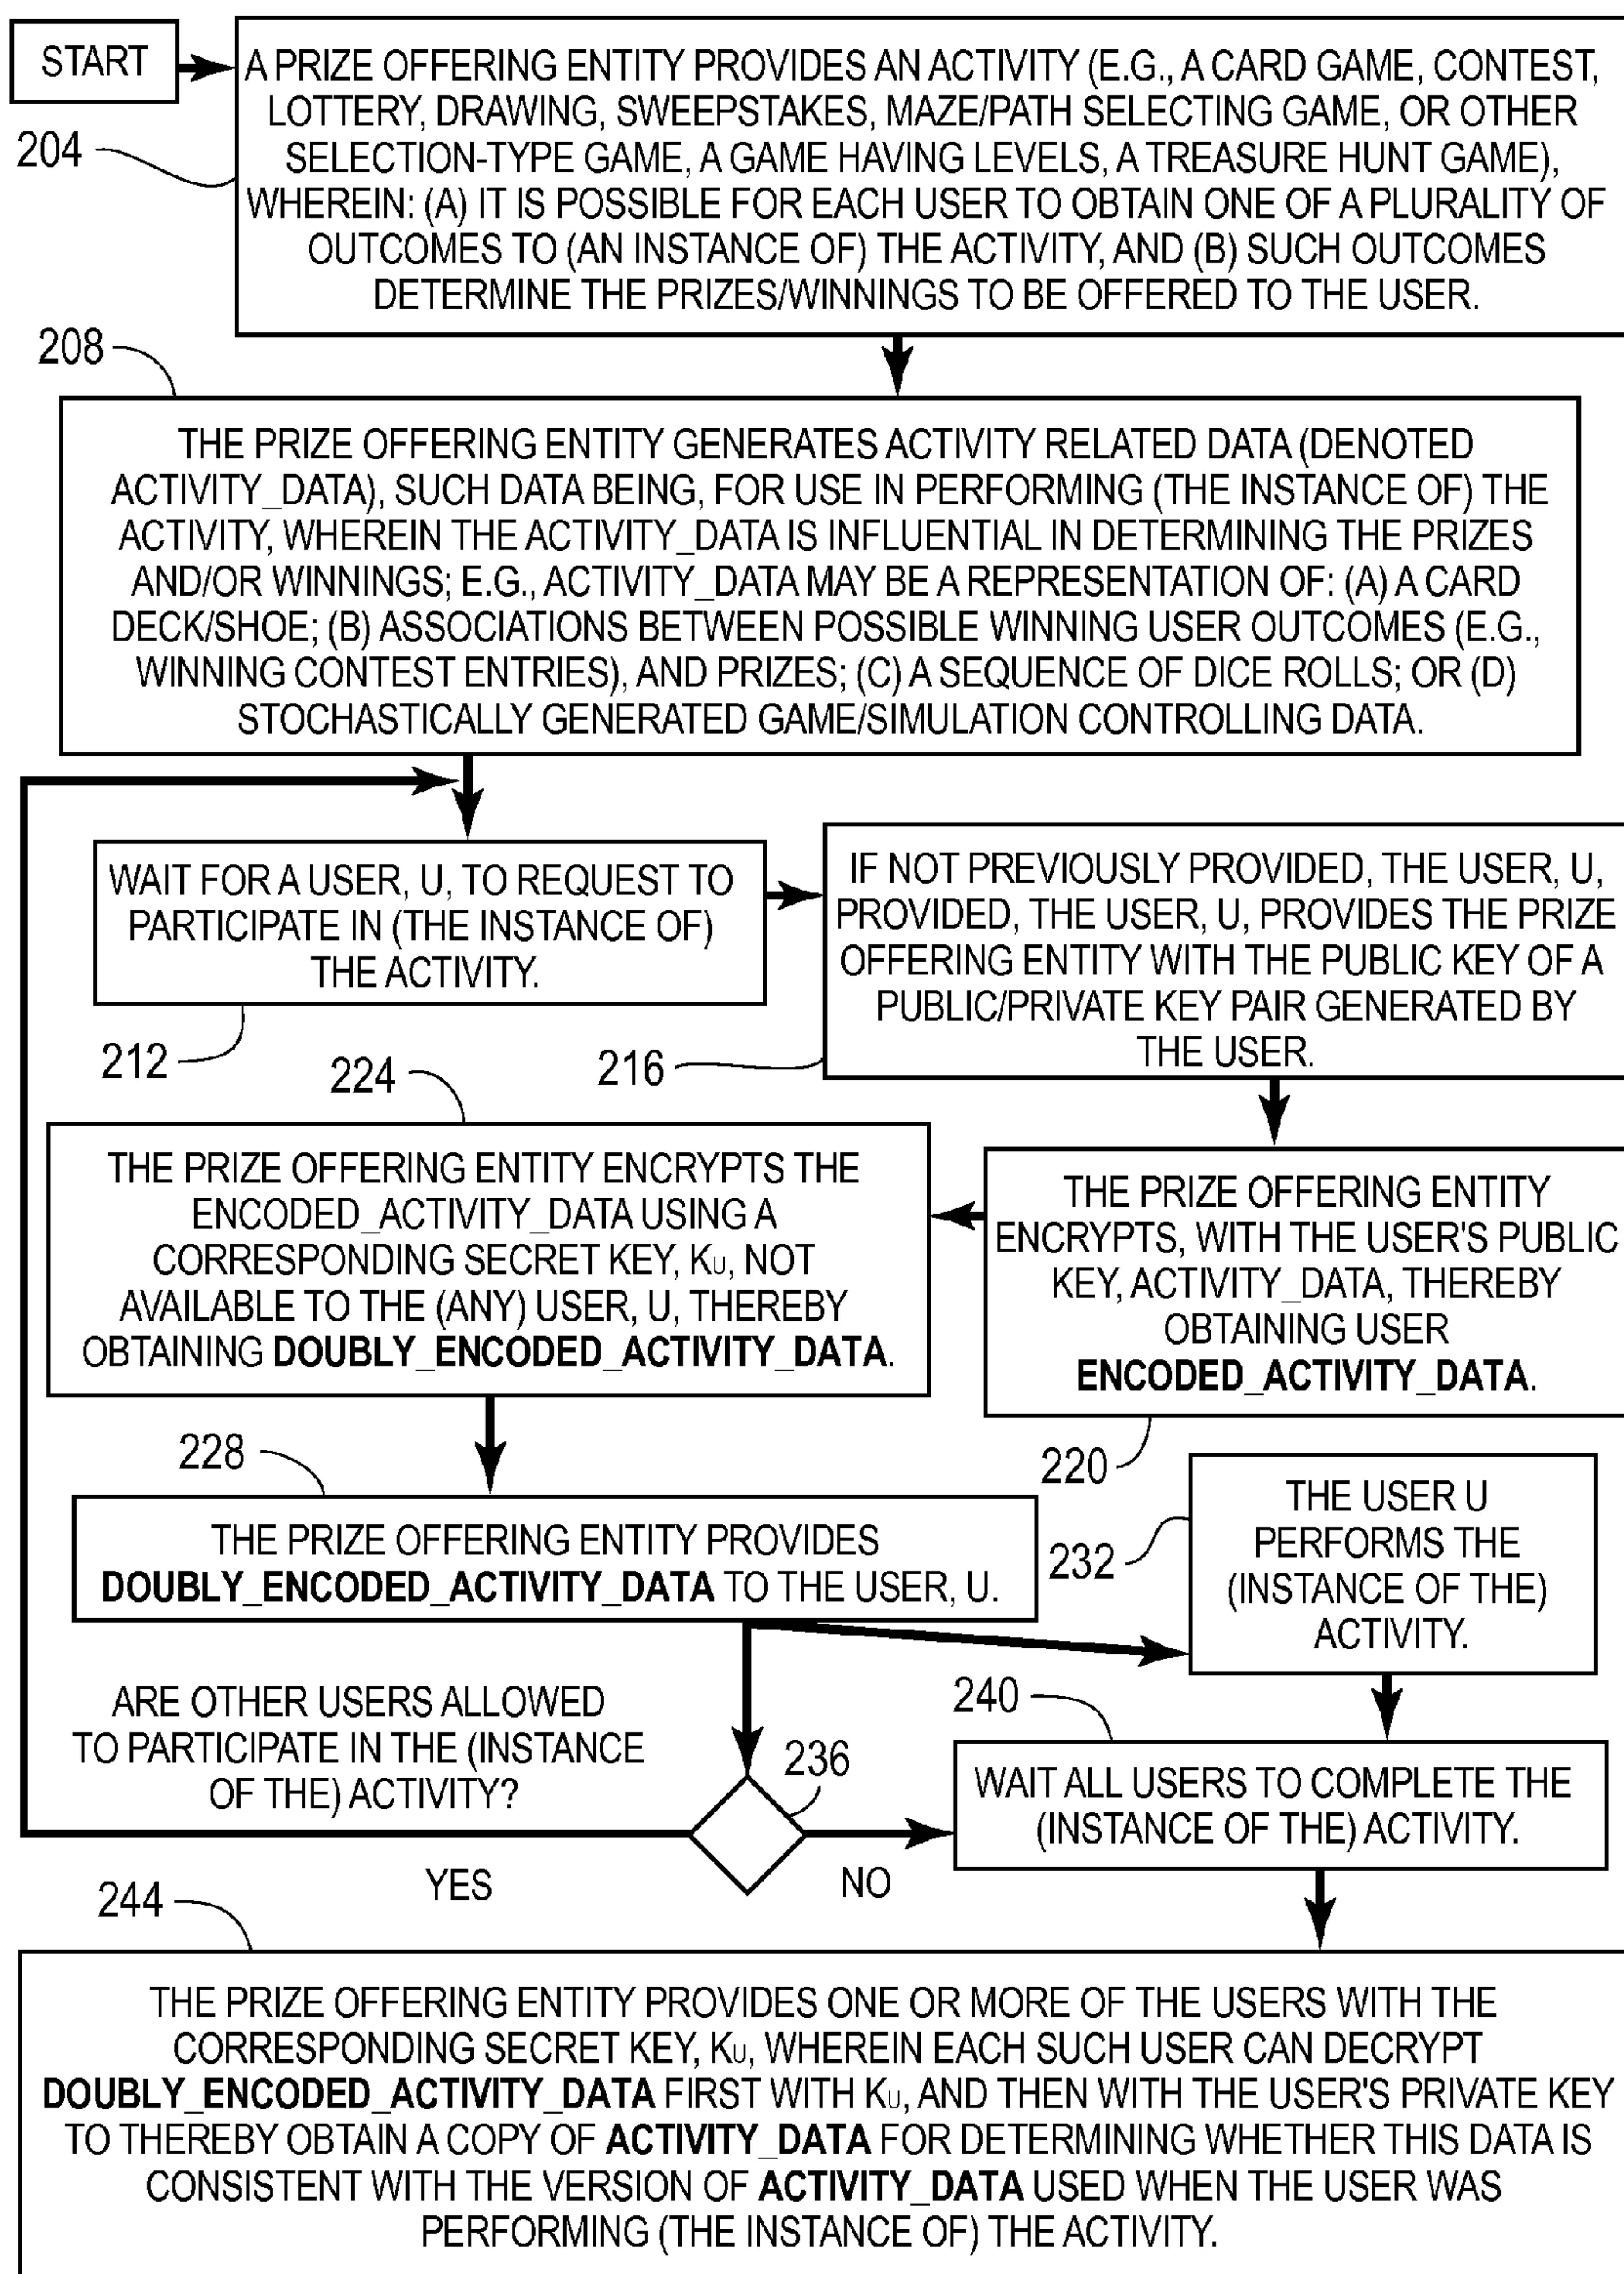 START
A PRIZE OFFERING ENTITY PROVIDES AN ACTIVITY (E.G., A CARD GAME, CONTEST,
LOTTERY, DRAWING, SWEEPSTAKES, MAZE/PATH SELECTING GAME, OR OTHER
SELECTION-TYPE GAME, A GAME HAVING LEVELS, A TREASURE HUNT GAME),
WHEREIN: (A) IT IS POSSIBLE FOR EACH USER TO OBTAIN ONE OF A PLURALITY OF
OUTCOMES TO (AN INSTANCE OF) THE ACTIVITY, AND (B) SUCH OUTCOMES
DETERMINE THE PRIZES/WINNINGS TO BE OFFERED TO THE USER.
204
208
THE PRIZE OFFERING ENTITY GENERATES ACTIVITY RELATED DATA (DENOTED
ACTIVITY_DATA), SUCH DATA BEING, FOR USE IN PERFORMING (THE INSTANCE OF) THE
ACTIVITY, WHEREIN THE ACTIVITY_DATA IS INFLUENTIAL IN DETERMINING THE PRIZES
AND/OR WINNINGS; E.G., ACTIVITY_DATA MAY BE A REPRESENTATION OF: (A) A CARD
DECK/SHOE; (B) ASSOCIATIONS BETWEEN POSSIBLE WINNING USER OUTCOMES (E.G.,
WINNING CONTEST ENTRIES), AND PRIZES; (C) A SEQUENCE OF DICE ROLLS; OR (D)
STOCHASTICALLY GENERATED GAME/SIMULATION CONTROLLING DATA.
WAIT FOR A USER, U, TO REQUEST TO
PARTICIPATE IN (THE INSTANCE OF)
THE ACTIVITY.
212
IF NOT PREVIOUSLY PROVIDED, THE USER, U,
PROVIDED, THE USER, U, PROVIDES THE PRIZE
OFFERING ENTITY WITH THE PUBLIC KEY OF A
PUBLIC/PRIVATE KEY PAIR GENERATED BY
THE USER.
216
224
THE PRIZE OFFERING ENTITY ENCRYPTS THE
ENCODED_ACTIVITY_DATA USING A
CORRESPONDING SECRET KEY, KU, NOT
AVAILABLE TO THE (ANY) USER, U, THEREBY
OBTAINING DOUBLY_ENCODED_ACTIVITY_DATA.
THE PRIZE OFFERING ENTITY
ENCRYPTS, WITH THE USER'S PUBLIC
KEY, ACTIVITY_DATA, THEREBY
OBTAINING USER
ENCODED_ACTIVITY_DATA.
220
228
THE PRIZE OFFERING ENTITY PROVIDES
DOUBLY_ENCODED_ACTIVITY_DATA TO THE USER, U.
232
THE USER U
PERFORMS THE
(INSTANCE OF THE)
ACTIVITY.
ARE OTHER USERS ALLOWED
TO PARTICIPATE IN THE (INSTANCE
OF THE) ACTIVITY?
236
YES
NO
240
WAIT ALL USERS TO COMPLETE THE
(INSTANCE OF THE) ACTIVITY.
244
THE PRIZE OFFERING ENTITY PROVIDES ONE OR MORE OF THE USERS WITH THE
CORRESPONDING SECRET KEY, KU, WHEREIN EACH SUCH USER CAN DECRYPT
DOUBLY_ENCODED_ACTIVITY_DATA FIRST WITH KU, AND THEN WITH THE USER'S PRIVATE KEY
TO THEREBY OBTAIN A COPY OF ACTIVITY_DATA FOR DETERMINING WHETHER THIS DATA IS
CONSISTENT WITH THE VERSION OF ACTIVITY_DATA USED WHEN THE USER WAS
PERFORMING (THE INSTANCE OF) THE ACTIVITY.